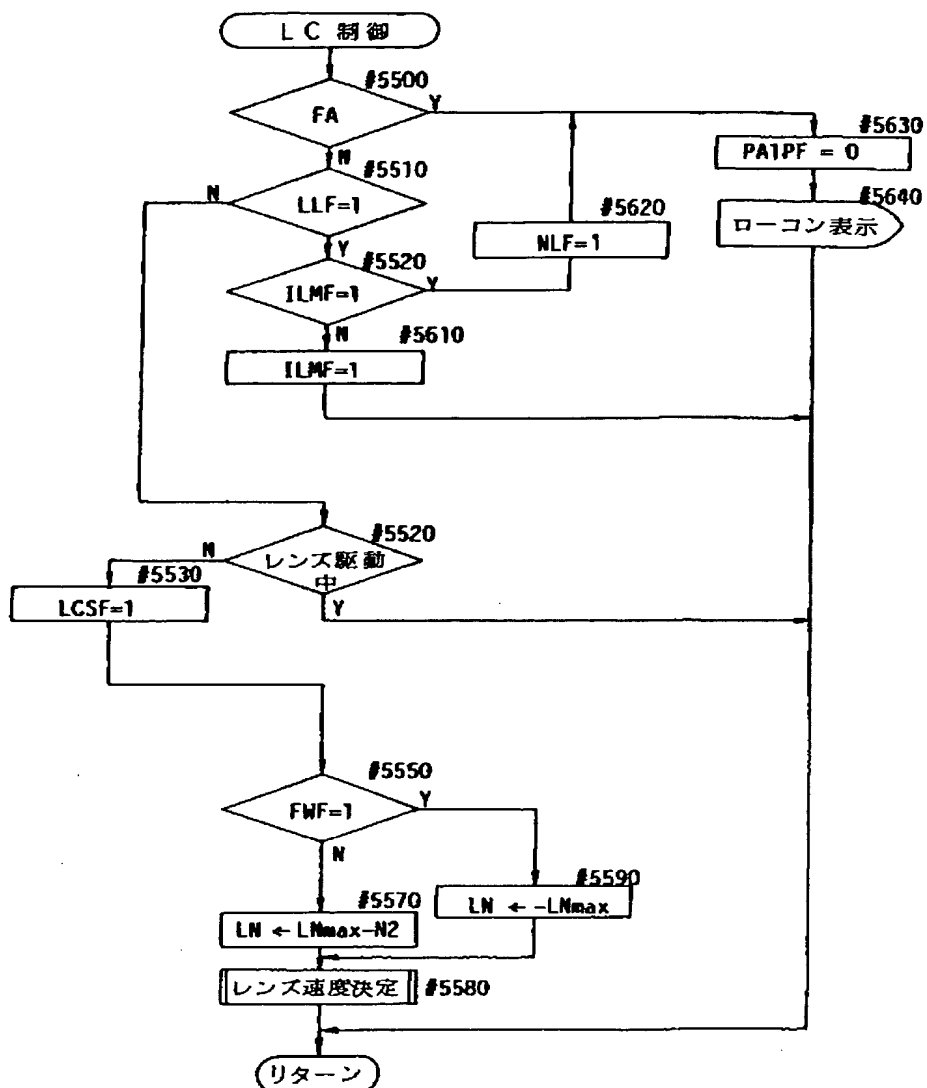 LC 制御
#5500
FA
Y
N
#5510
N
LLF=1
Y
#5520
ILMF=1
Y
N
#5610
ILMF=1
#5620
NLF=1
#5630
PA1PF = 0
#5640
ローコン表示
#5520
N
レンズ駆動
中
Y
#5530
LCSF=1
#5550
FWF=1
Y
N
#5590
LN ← -LNmax
#5570
LN ← LNmax-N2
レンズ速度決定
#5580
リターン